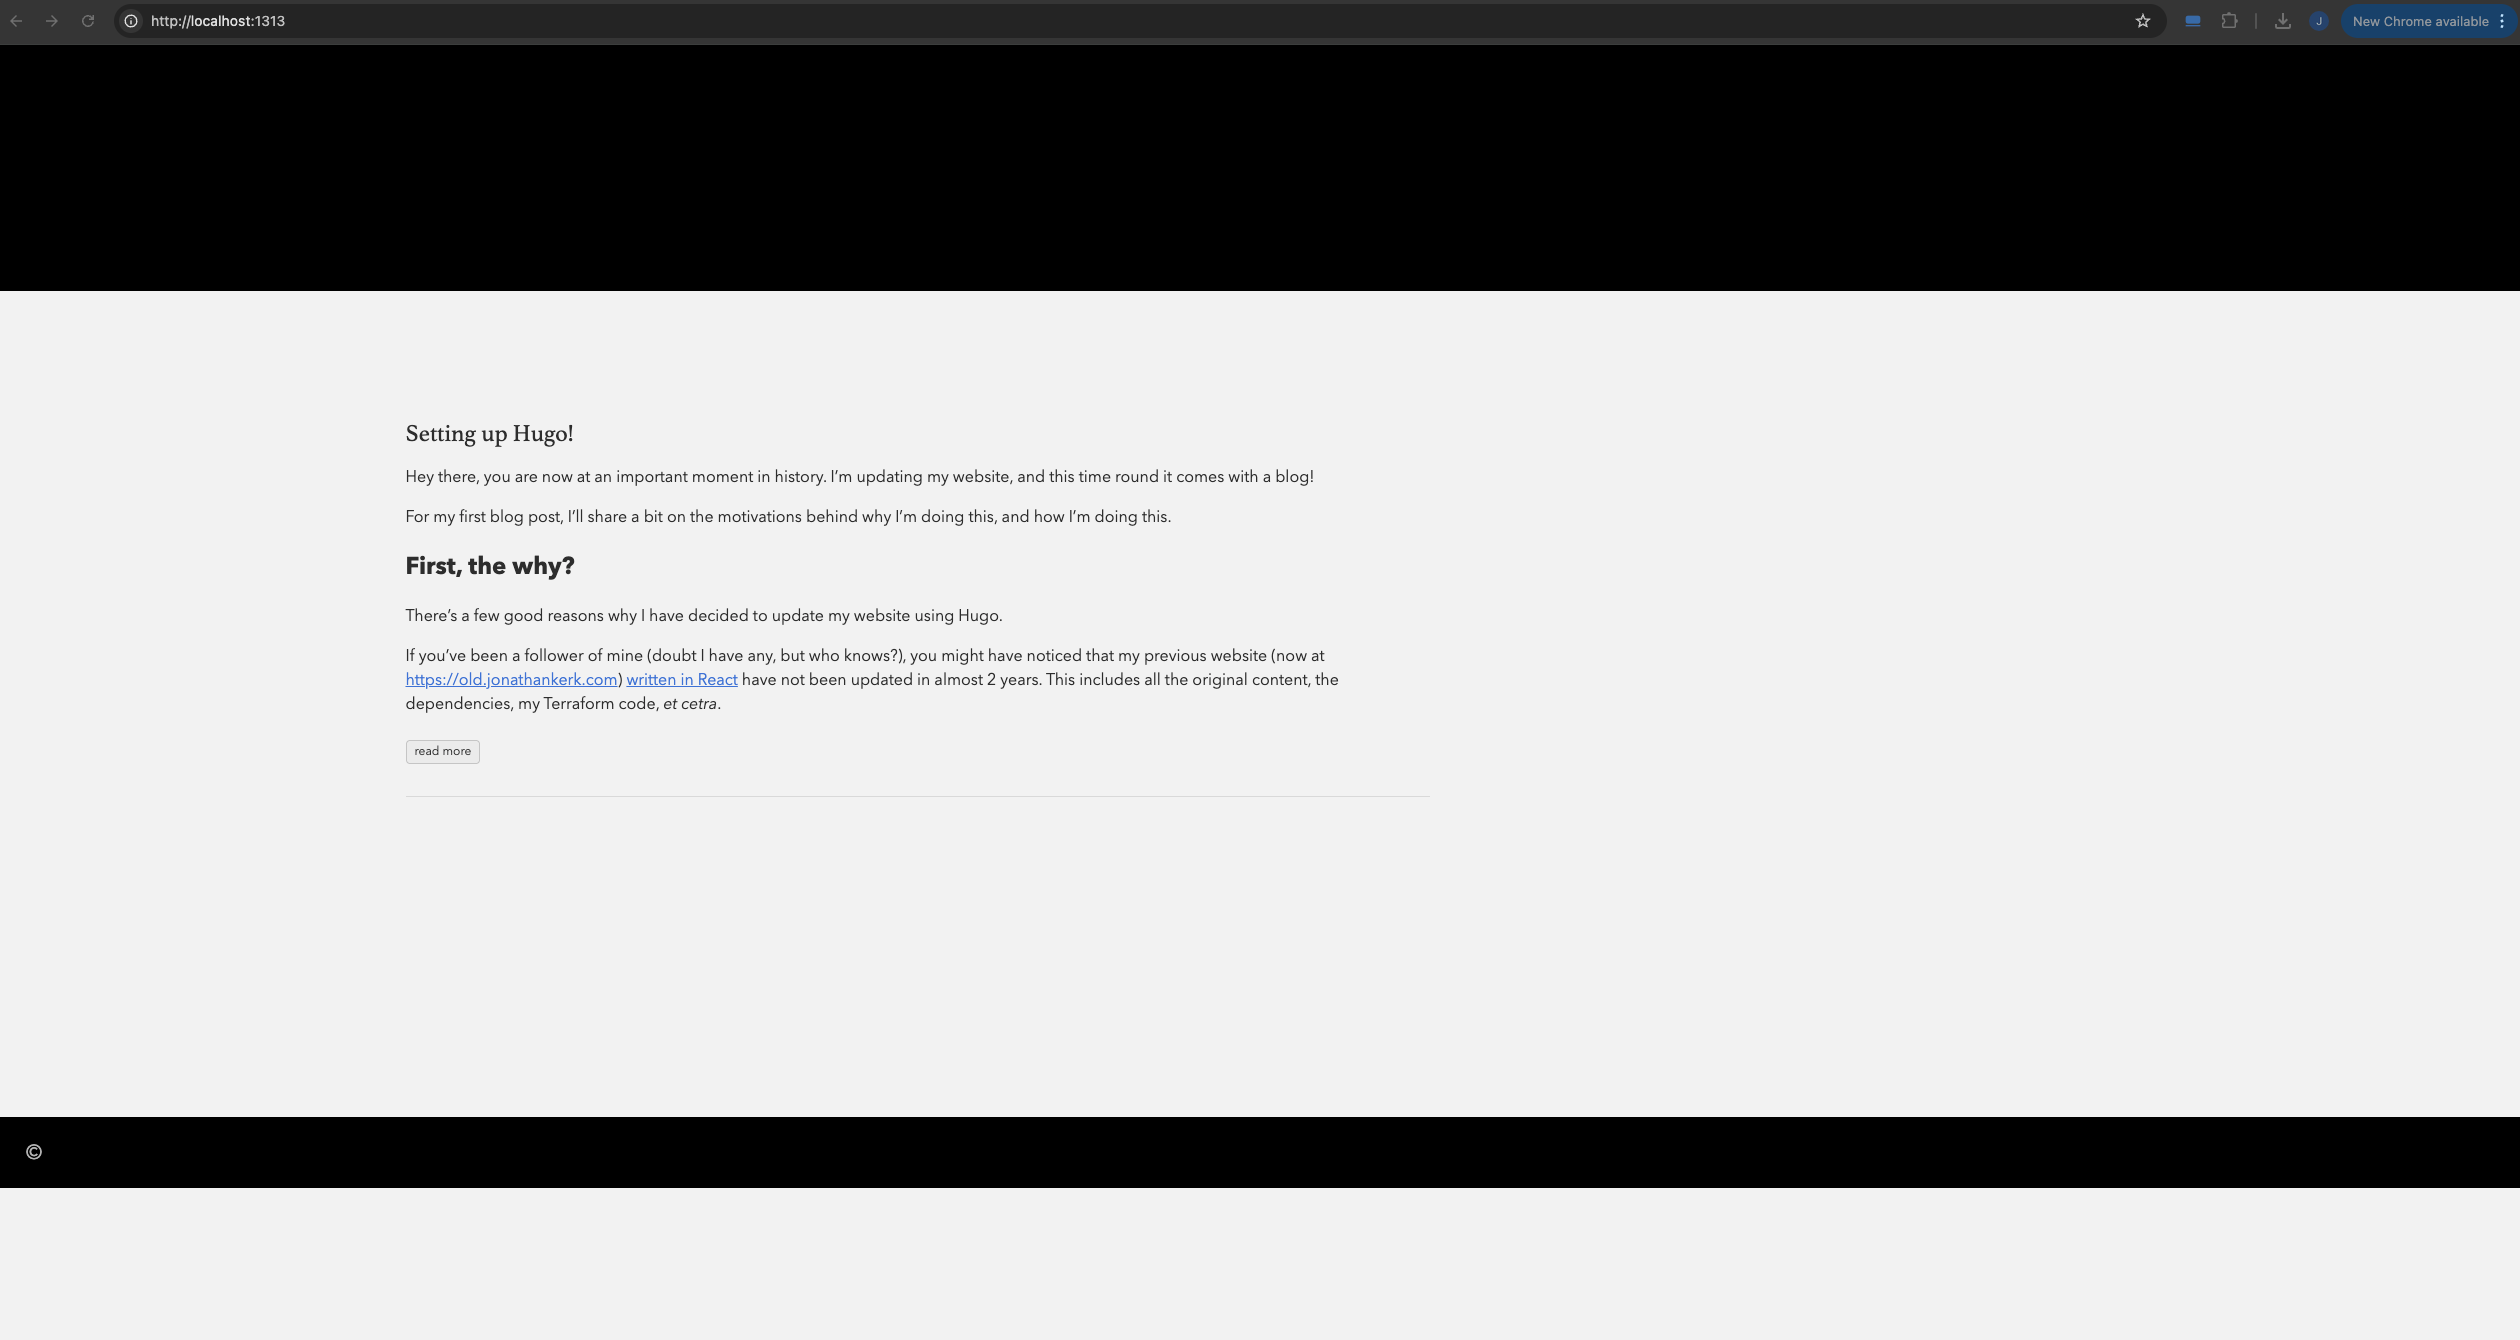 http://localhost:1313
J
New Chrome available
Setting up Hugo!
Hey there, you are now at an important moment in history. I’m updating my website, and this time round it comes with a blog!
For my first blog post, I’ll share a bit on the motivations behind why I’m doing this, and how I’m doing this.
First, the why?
There’s a few good reasons why I have decided to update my website using Hugo.
If you’ve been a follower of mine (doubt I have any, but who knows?), you might have noticed that my previous website (now at
https://old.jonathankerk.com) written in React have not been updated in almost 2 years. This includes all the original content, the
dependencies, my Terraform code, et cetra.
read more
©